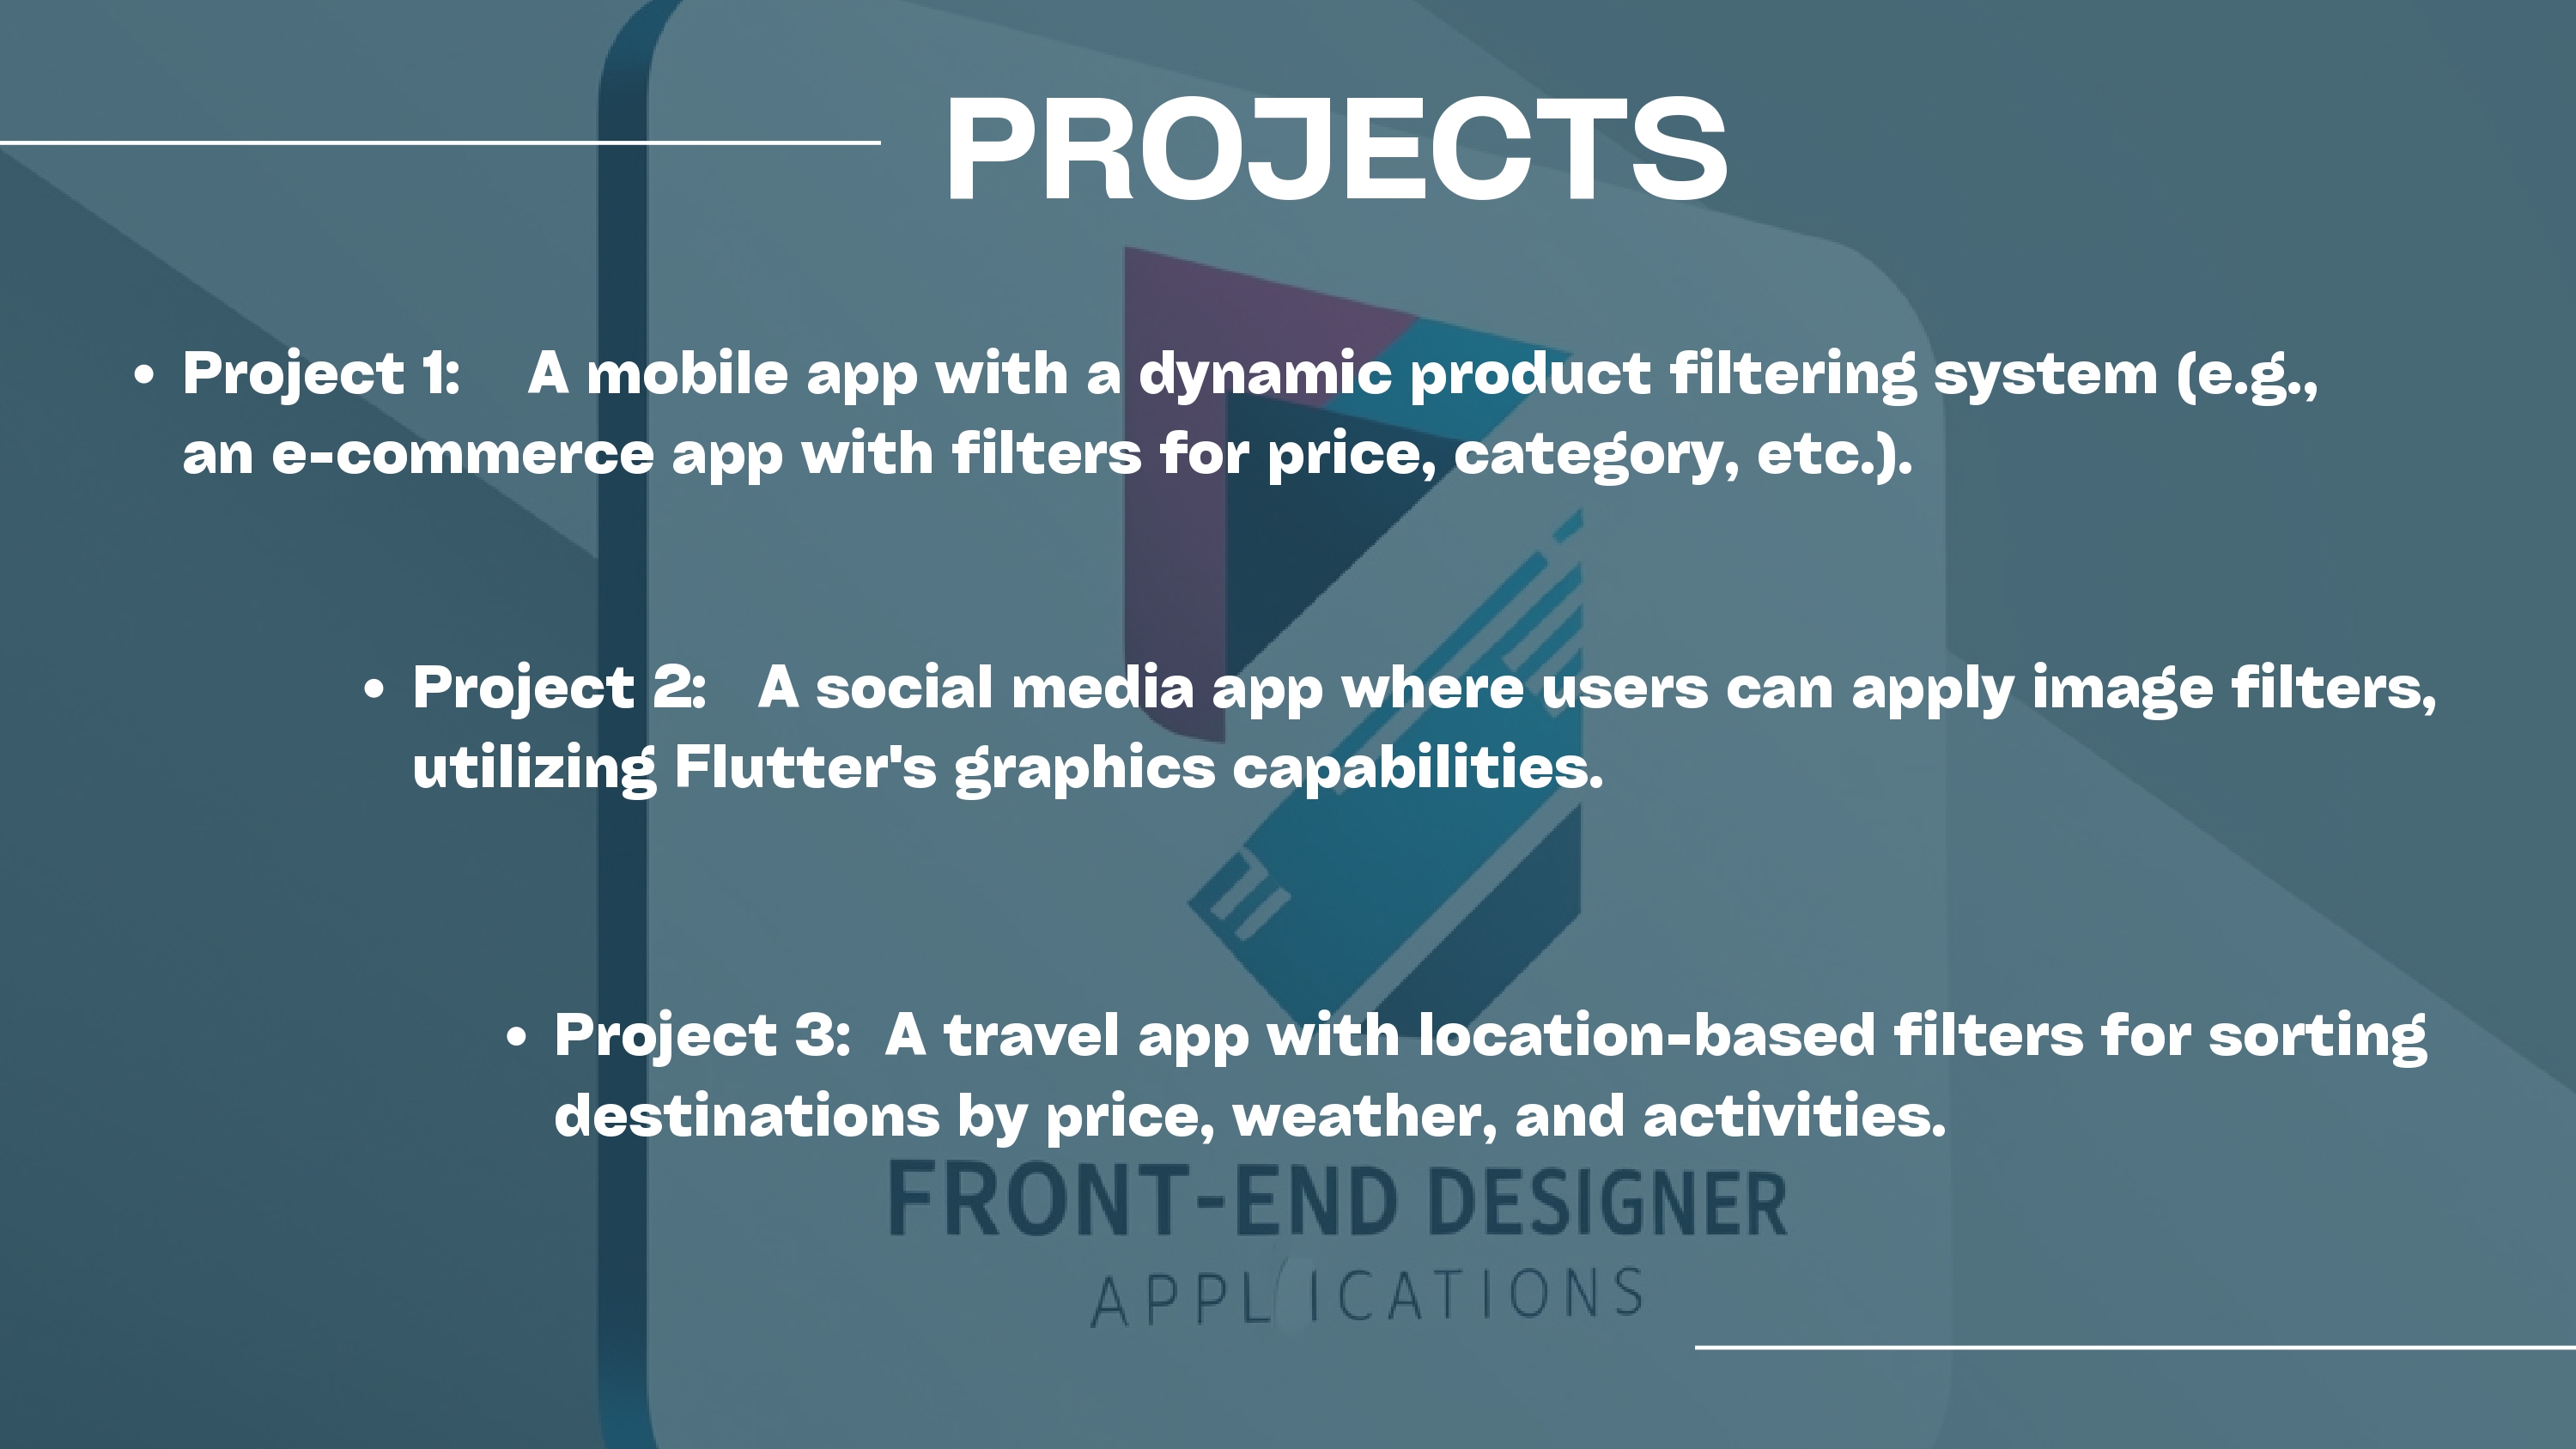 PROJECTS
• Project 1: A mobile app with a dynamic product filtering system (e.g.,
an e-commerce app with filters for price, category, etc.).
• Project 2: A social media app where users can apply image filters,
utilizing Flutter's graphics capabilities.
• Project 3: A travel app with location-based filters for sorting
destinations by price, weather, and activities.
FRONT-END DESIGNER
APPLICATIONS